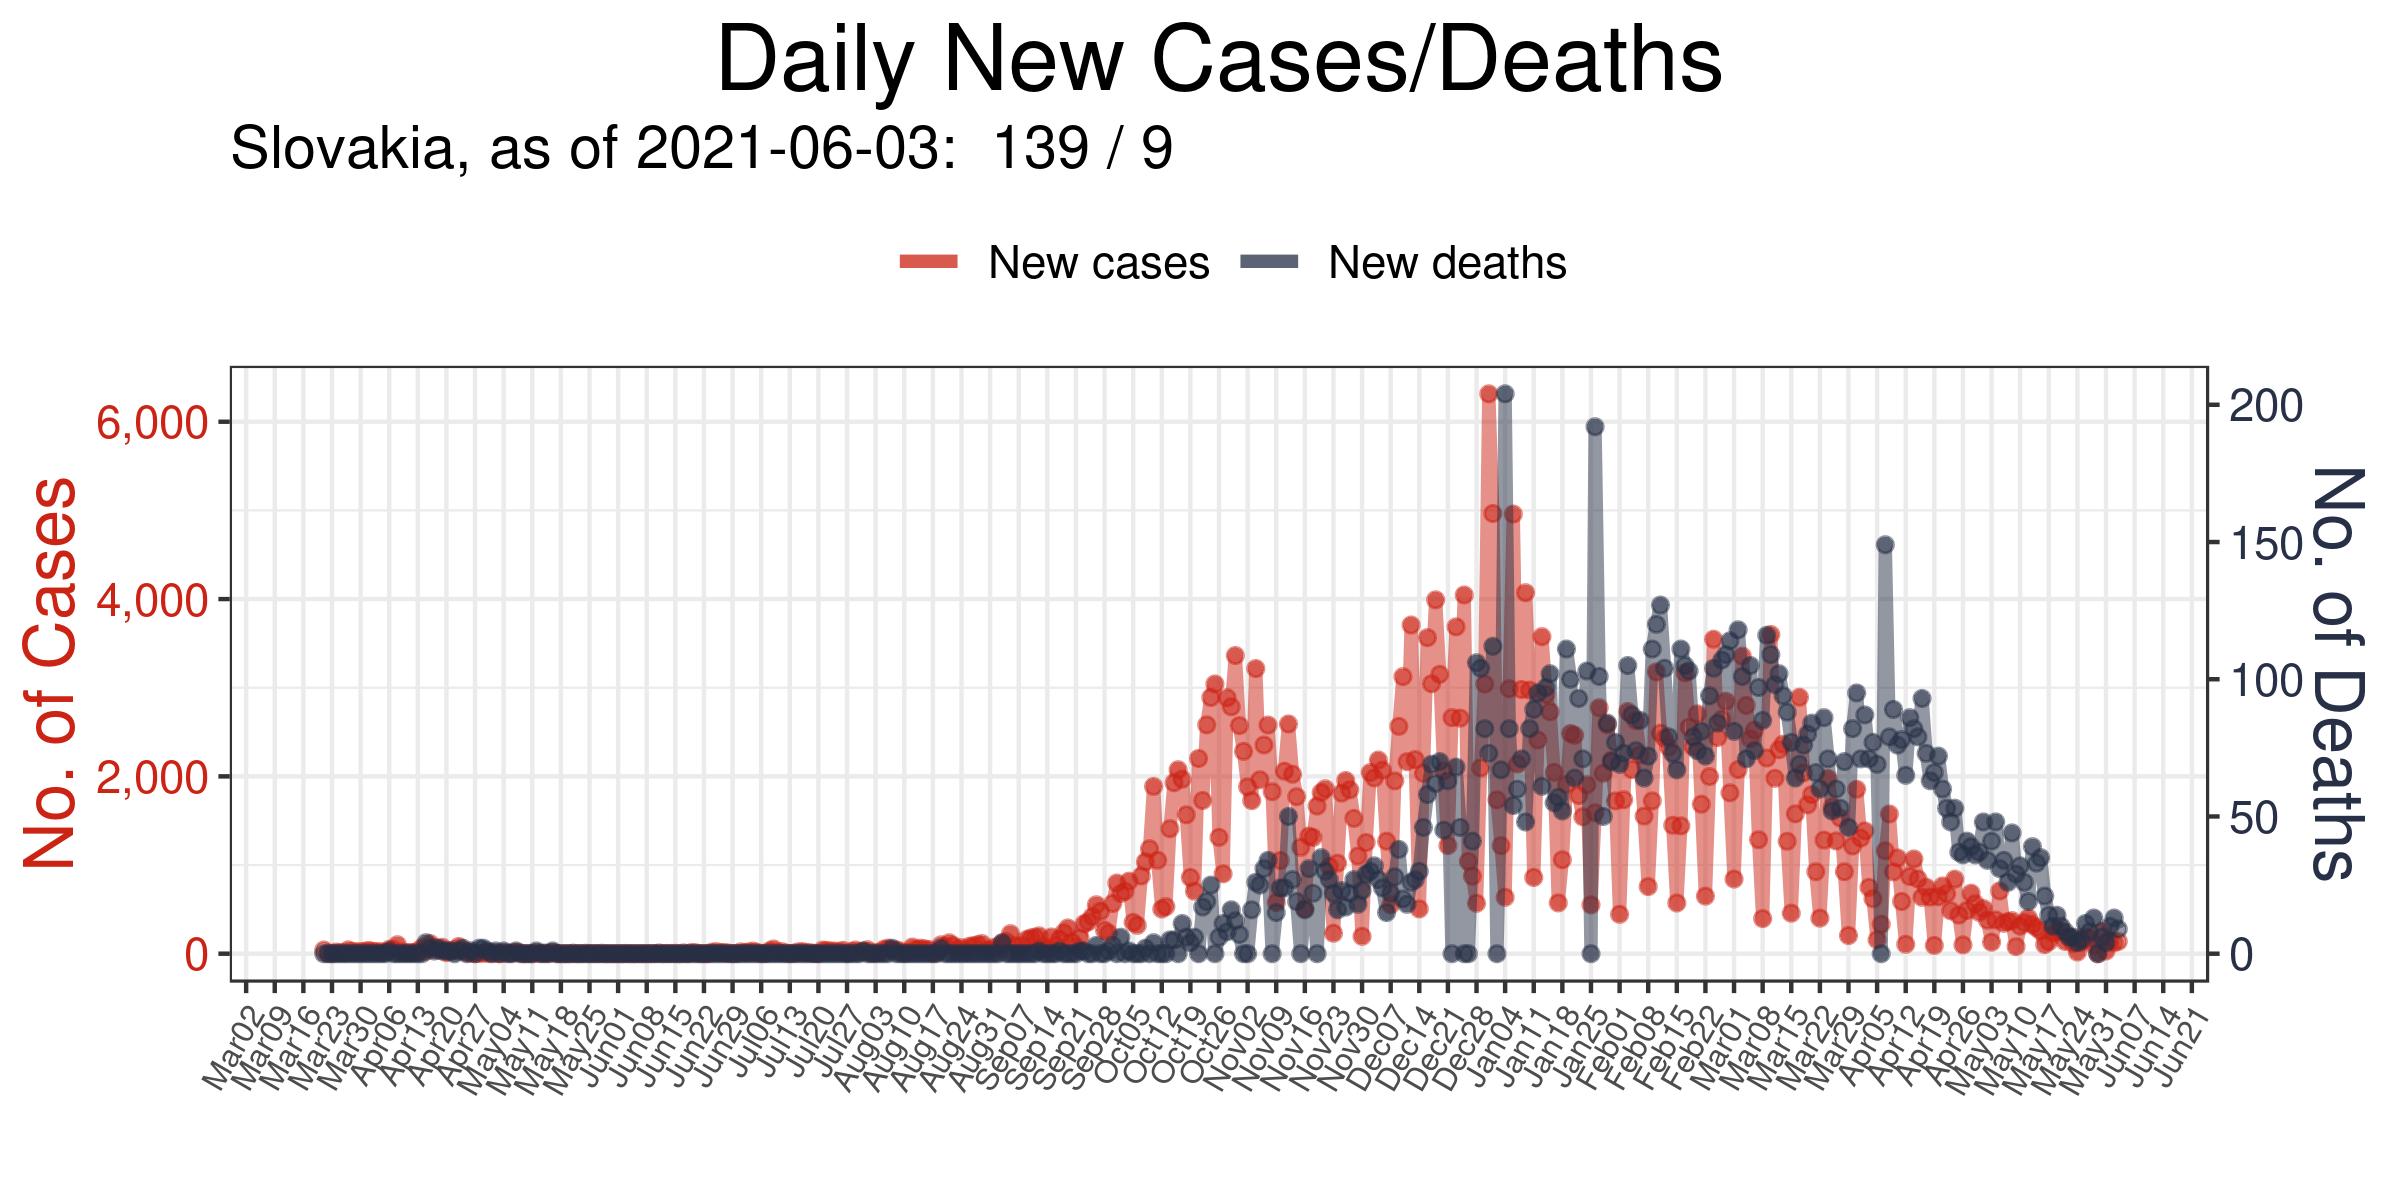 Daily New Cases/Deaths
Slovakia, as of 2021-06-03:  139 / 9
New cases
New deaths
No. of Cases
6,000
4,000
2,000
0
200
150
100
50
0
No. of Deaths
Mar02
Mar09
Mar16
Mar23
Mar30
Apr06
Apr13
Apr20
Apr27
May04
May11
May18
May25
Jun01
Jun08
Jun15
Jun22
Jun29
Jul06
Jul13
Jul20
Jul27
Aug03
Aug10
Aug17
Aug24
Aug31
Sep07
Sep14
Sep21
Sep28
Oct05
Oct12
Oct19
Oct26
Nov02
Nov09
Nov16
Nov23
Nov30
Dec07
Dec14
Dec21
Dec28
Jan04
Jan11
Jan18
Jan25
Feb01
Feb08
Feb15
Feb22
Mar01
Mar08
Mar15
Mar22
Mar29
Apr05
Apr12
Apr19
Apr26
May03
May10
May17
May24
May31
Jun07
Jun14
Jun21